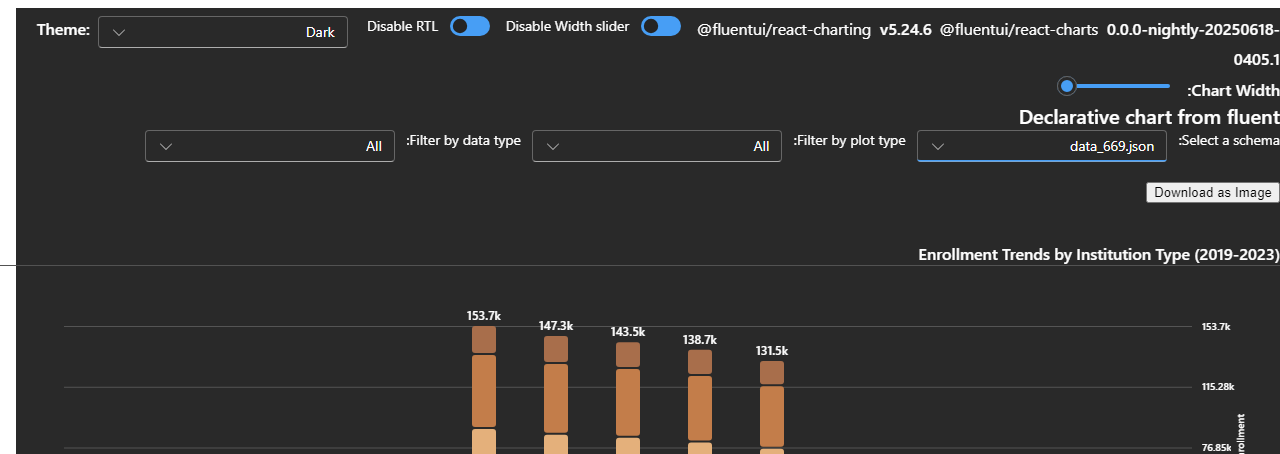 Theme:
Dark
Disable RTL
Disable Width slider
@fluentui/react-charting v5.24.6 @fluentui/react-charts 0.0.0-nightly-20250618-
0405.1
:Chart Width
Declarative chart from fluent
:Select a schema
data_669.json
:Filter by plot type
All
:Filter by data type
All
Download as Image
Enrollment Trends by Institution Type (2019-2023)
153.7k
147.3k
143.5k
138.7k
131.5k
153.7k
115.28k
76.85k